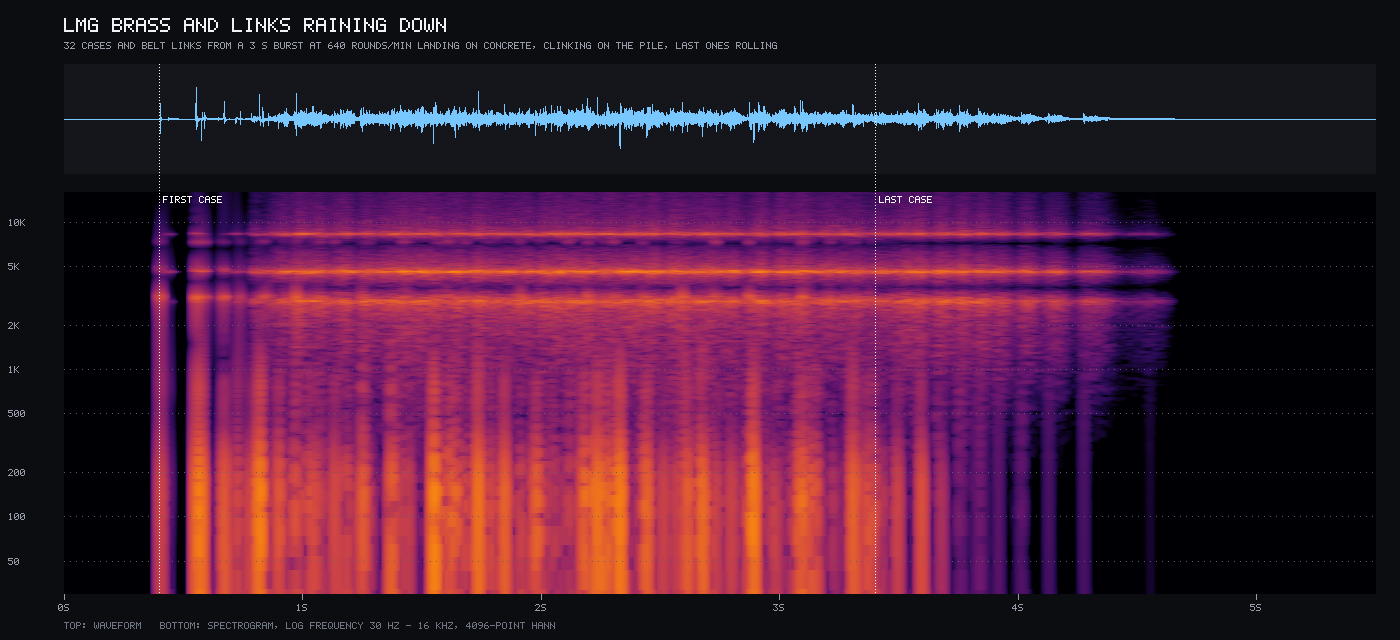 LMG BRASS AND LINKS RAINING DOWN
32 CASES AND BELT LINKS FROM A 3 S BURST AT 640 ROUNDS/MIN LANDING ON CONCRETE, CLINKING ON THE PILE, LAST ONES ROLLING
FIRST CASE
LAST CASE
10K
5K
2K
1K
500
200
100
50
0S
1S
2S
3S
4S
5S
TOP: WAVEFORM BOTTOM: SPECTROGRAM, LOG FREQUENCY 30 HZ - 16 KHZ, 4096-POINT HANN